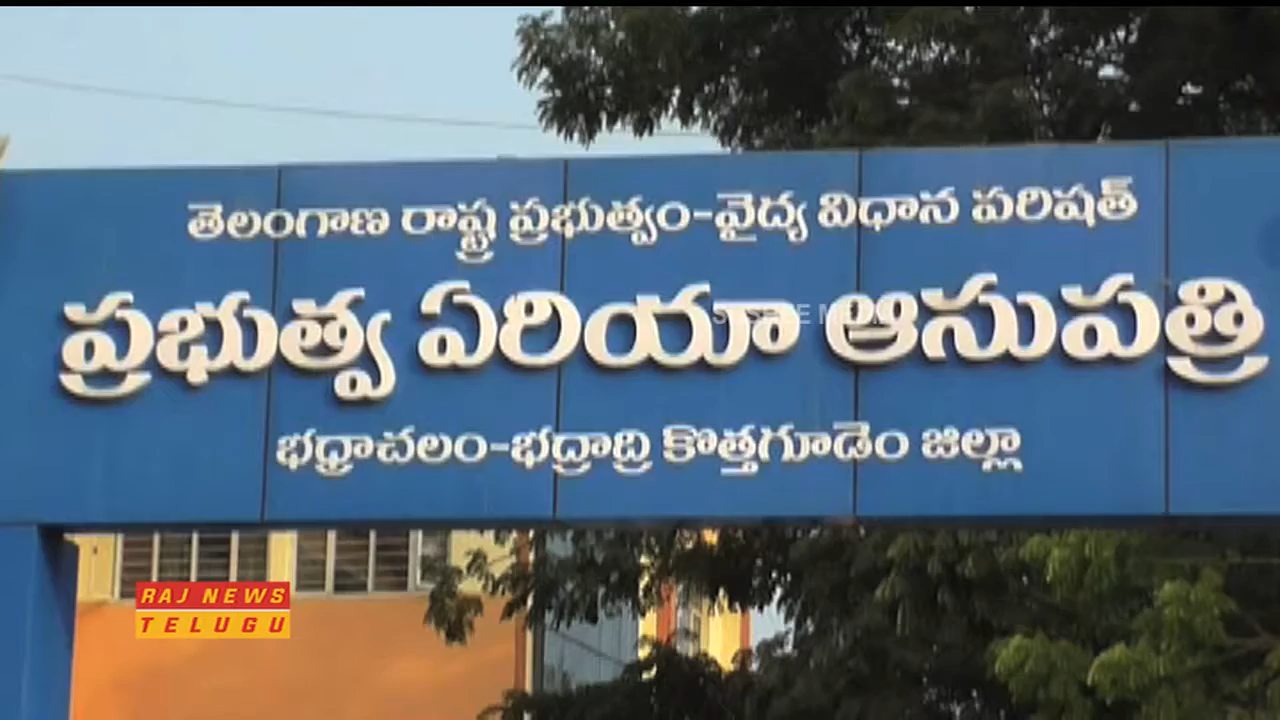 తెలంగాణ రాష్ట్ర ప్రభుత్వం-వైద్య విధాన పరిషత్
ప్రభుత్వ ఏరియా ఆసుపత్రి
భద్రాచలం-భద్రాద్రి కొత్తగూడెం జిల్లా
RAJ NEWS
TELUGU